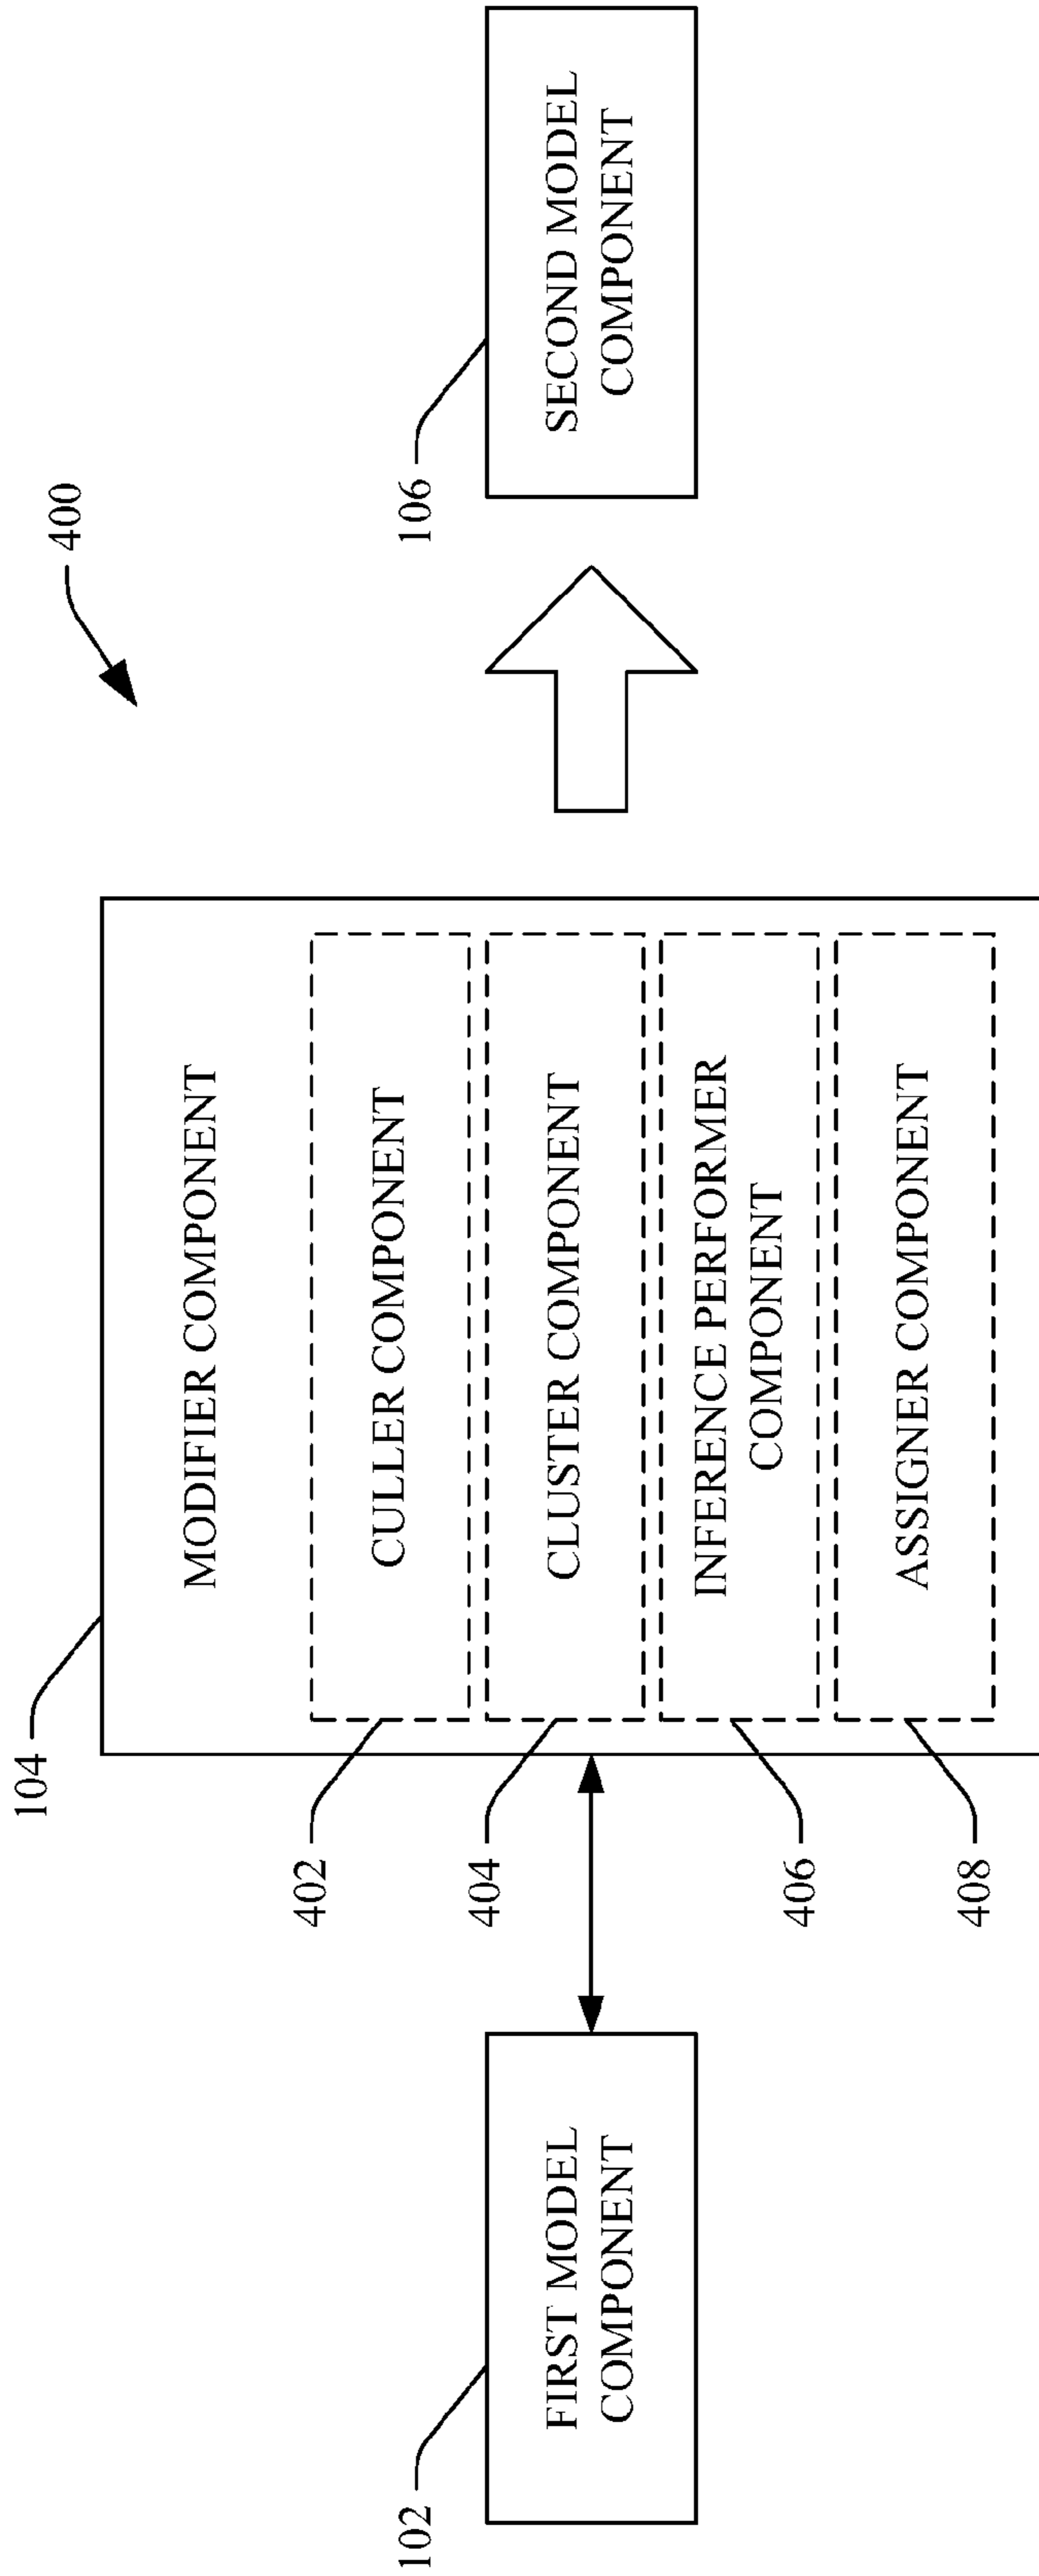 400
104
MODIFIER COMPONENT
402
CULLER COMPONENT
404
CLUSTER COMPONENT
406
INFERENCE PERFORMER
COMPONENT
408
ASSIGNER COMPONENT
102
FIRST MODEL
COMPONENT
106
SECOND MODEL
COMPONENT